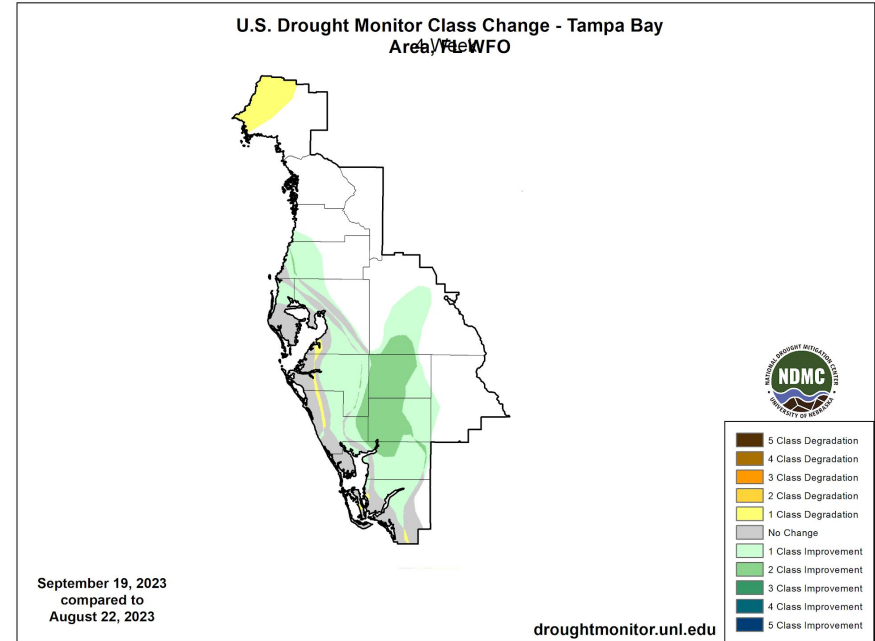 U.S. Drought Monitor Class Change - Tampa Bay
Area, FL WFO
4 Week
NATIONAL DROUGHT MITIGATION CENTER
NDMC
UNIVERSITY OF NEBRASKA
5 Class Degradation
4 Class Degradation
3 Class Degradation
2 Class Degradation
1 Class Degradation
No Change
1 Class Improvement
2 Class Improvement
3 Class Improvement
4 Class Improvement
5 Class Improvement
September 19, 2023
compared to
August 22, 2023
droughtmonitor.unl.edu